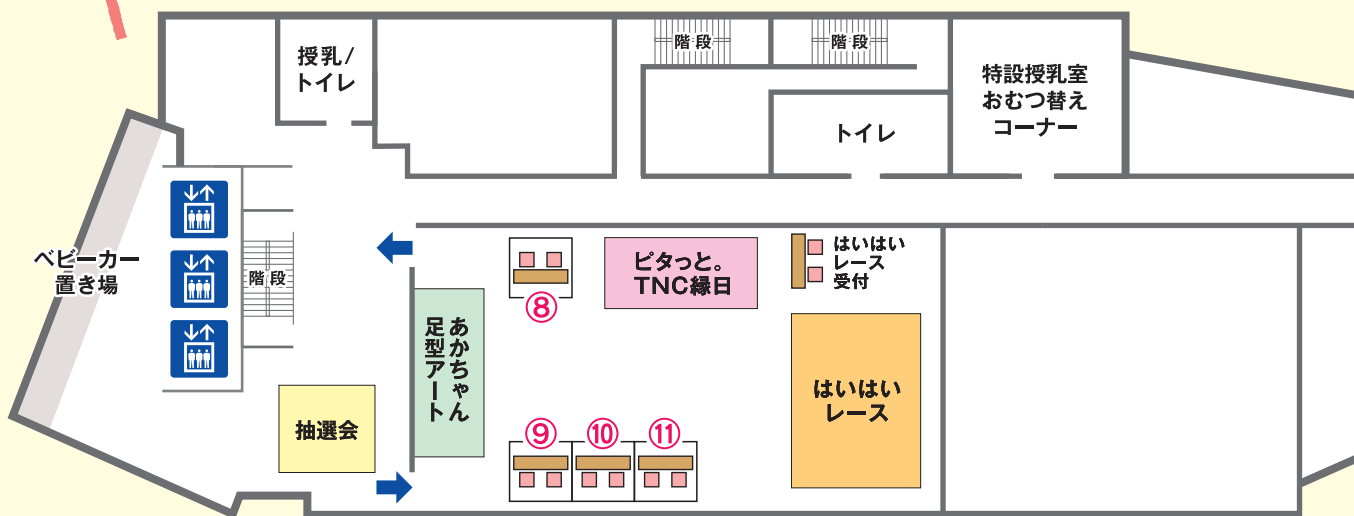 授乳/
トイレ
階段
階段
特設授乳室
おむつ替え
コーナー
トイレ
ベビーカー
置き場
階段
⑧
ピタっと。
TNC縁日
はいはい
レース
受付
あかちゃん
足型アート
はいはい
レース
抽選会
⑨
⑩
⑪